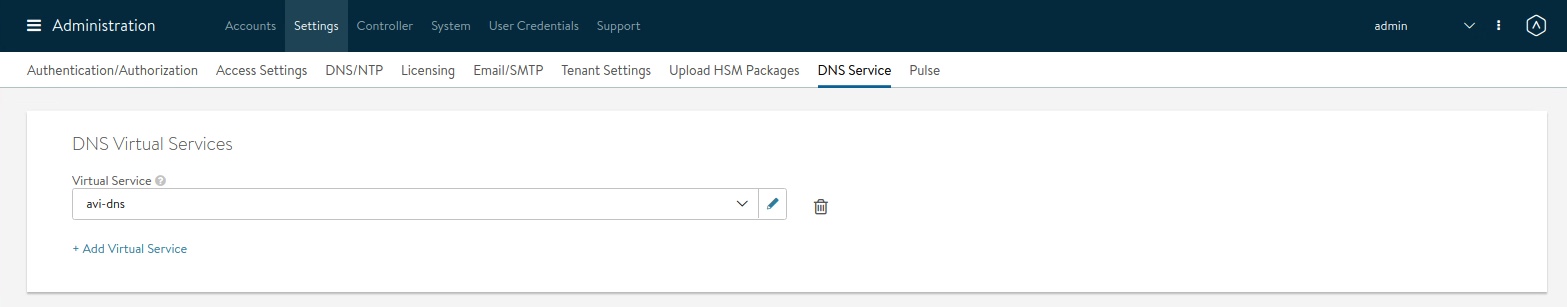 Administration Accounts Settings Controller System User Credentials Support admin
Authentication/Authorization Access Settings DNS/NTP Licensing Email/SMTP Tenant Settings Upload HSM Packages DNS Service Pulse
DNS Virtual Services
Virtual Service ?
avi-dns
+ Add Virtual Service